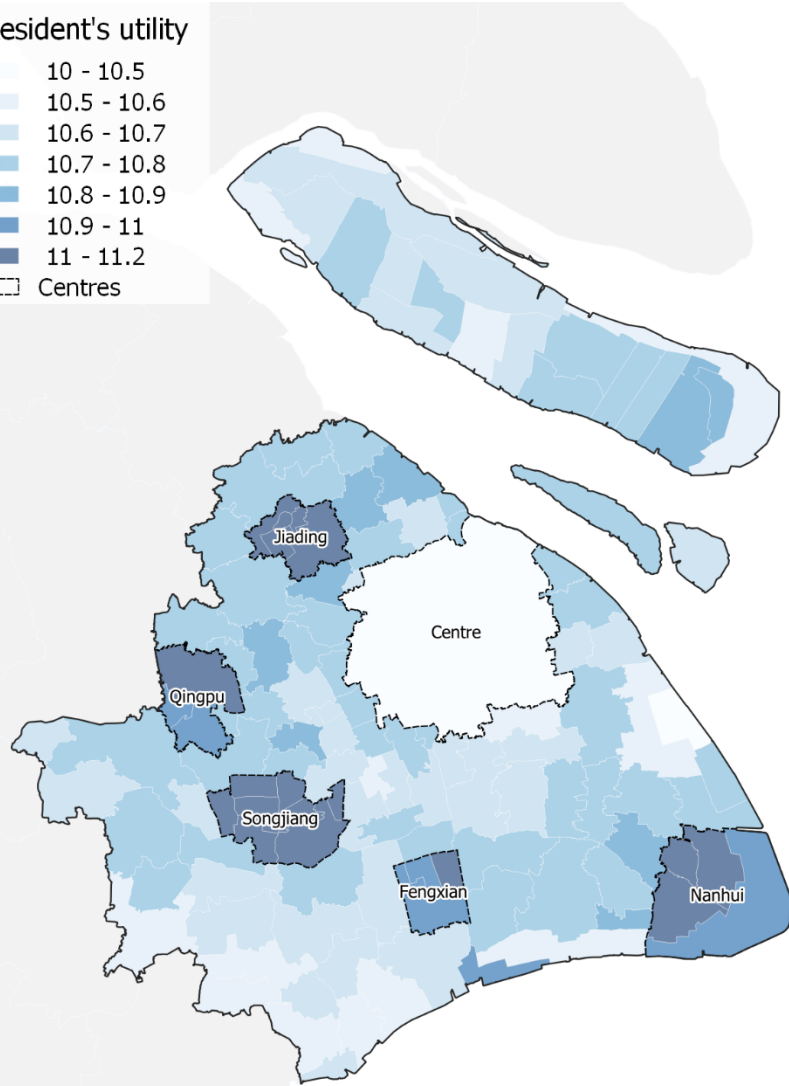 esident's utility
10 - 10.5
10.5 - 10.6
10.6 - 10.7
10.7 - 10.8
10.8 - 10.9
10.9 - 11
11 - 11.2
Centres
Jiading
Centre
Qingpu
Songjiang
Fengxian
Nanhui